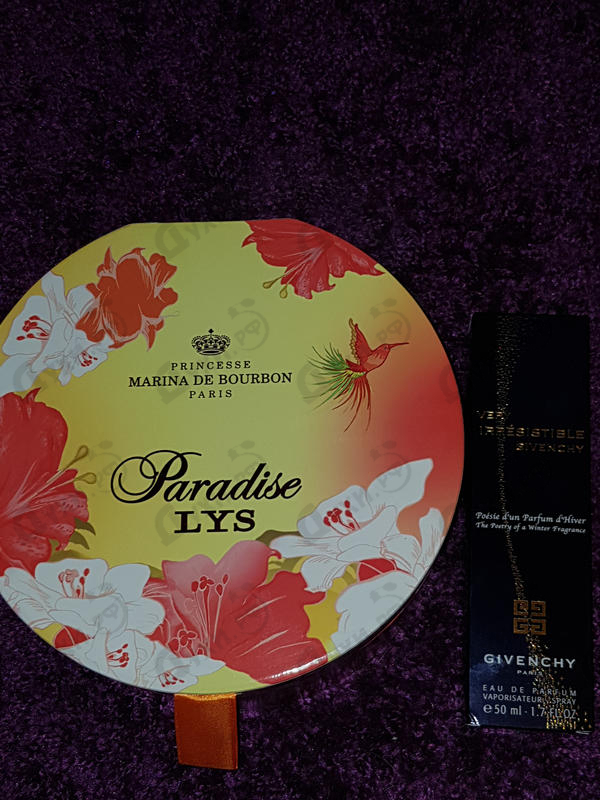 PRINCESSE
MARINA DE BOURBON
PARIS
Paradise
LYS
VERY
IRRÉSISTIBLE
GIVENCHY
Poésie d'un Parfum d'Hiver
The Poetry of a Winter Fragrance
GIVENCHY
PARIS
EAU DE PARFUM
VAPORISATEUR SPRAY
e 50 ml - 1.7 FL.OZ.